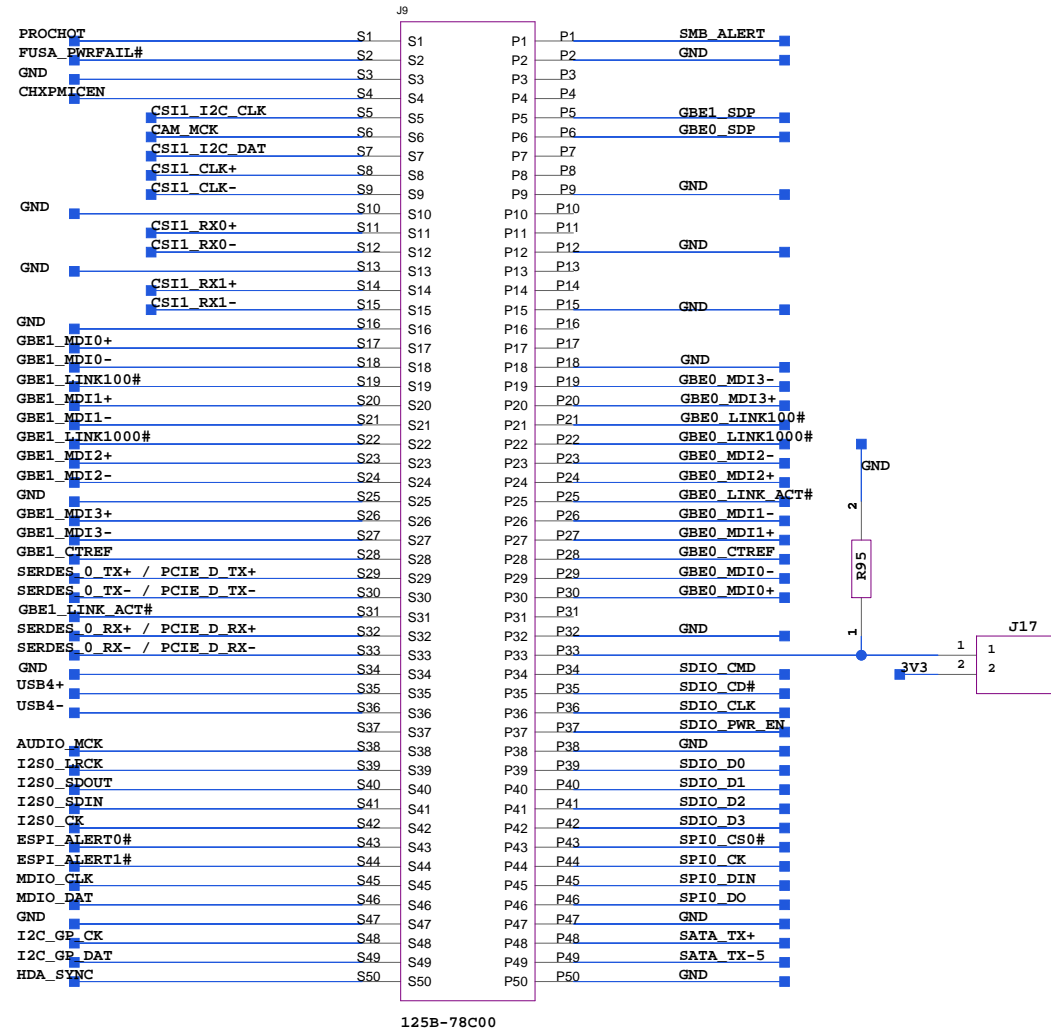 J9
PROCHOT S1 S1 P1 P1 SMB_ALERT
FUSA_PWRFAIL# S2 S2 P2 P2 GND
GND S3 S3 P3 P3
CHXPMICEN S4 S4 P4 P4
CSI1_I2C_CLK S5 S5 P5 P5 GBE1_SDP
CAM_MCK S6 S6 P6 P6 GBE0_SDP
CSI1_I2C_DAT S7 S7 P7 P7
CSI1_CLK+ S8 S8 P8 P8
CSI1_CLK- S9 S9 P9 P9 GND
GND S10 S10 P10 P10
CSI1_RX0+ S11 S11 P11 P11
CSI1_RX0- S12 S12 P12 P12 GND
GND S13 S13 P13 P13
CSI1_RX1+ S14 S14 P14 P14
CSI1_RX1- S15 S15 P15 P15 GND
GND S16 S16 P16 P16
GBE1_MDI0+ S17 S17 P17 P17
GBE1_MDI0- S18 S18 P18 P18 GND
GBE1_LINK100# S19 S19 P19 P19 GBE0_MDI3-
GBE1_MDI1+ S20 S20 P20 P20 GBE0_MDI3+
GBE1_MDI1- S21 S21 P21 P21 GBE0_LINK100#
GBE1_LINK1000# S22 S22 P22 P22 GBE0_LINK1000#
GBE1_MDI2+ S23 S23 P23 P23 GBE0_MDI2- GND
GBE1_MDI2- S24 S24 P24 P24 GBE0_MDI2+
GND S25 S25 P25 P25 GBE0_LINK_ACT# 2
GBE1_MDI3+ S26 S26 P26 P26 GBE0_MDI1-
GBE1_MDI3- S27 S27 P27 P27 GBE0_MDI1+
GBE1_CTREF S28 S28 P28 P28 GBE0_CTREF R95
SERDES_0_TX+ / PCIE_D_TX+ S29 S29 P29 P29 GBE0_MDI0-
SERDES_0_TX- / PCIE_D_TX- S30 S30 P30 P30 GBE0_MDI0+
GBE1_LINK_ACT# S31 S31 P31 P31
SERDES_0_RX+ / PCIE_D_RX+ S32 S32 P32 P32 GND 1 J17
SERDES_0_RX- / PCIE_D_RX- S33 S33 P33 P33 1 1
GND S34 S34 P34 P34 SDIO_CMD 3V3 2 2
USB4+ S35 S35 P35 P35 SDIO_CD#
USB4- S36 S36 P36 P36 SDIO_CLK
S37 S37 P37 P37 SDIO_PWR_EN
AUDIO_MCK S38 S38 P38 P38 GND
I2S0_LRCK S39 S39 P39 P39 SDIO_D0
I2S0_SDOUT S40 S40 P40 P40 SDIO_D1
I2S0_SDIN S41 S41 P41 P41 SDIO_D2
I2S0_CK S42 S42 P42 P42 SDIO_D3
ESPI_ALERT0# S43 S43 P43 P43 SPI0_CS0#
ESPI_ALERT1# S44 S44 P44 P44 SPI0_CK
MDIO_CLK S45 S45 P45 P45 SPI0_DIN
MDIO_DAT S46 S46 P46 P46 SPI0_DO
GND S47 S47 P47 P47 GND
I2C_GP_CK S48 S48 P48 P48 SATA_TX+
I2C_GP_DAT S49 S49 P49 P49 SATA_TX-5
HDA_SYNC S50 S50 P50 P50 GND
125B-78C00